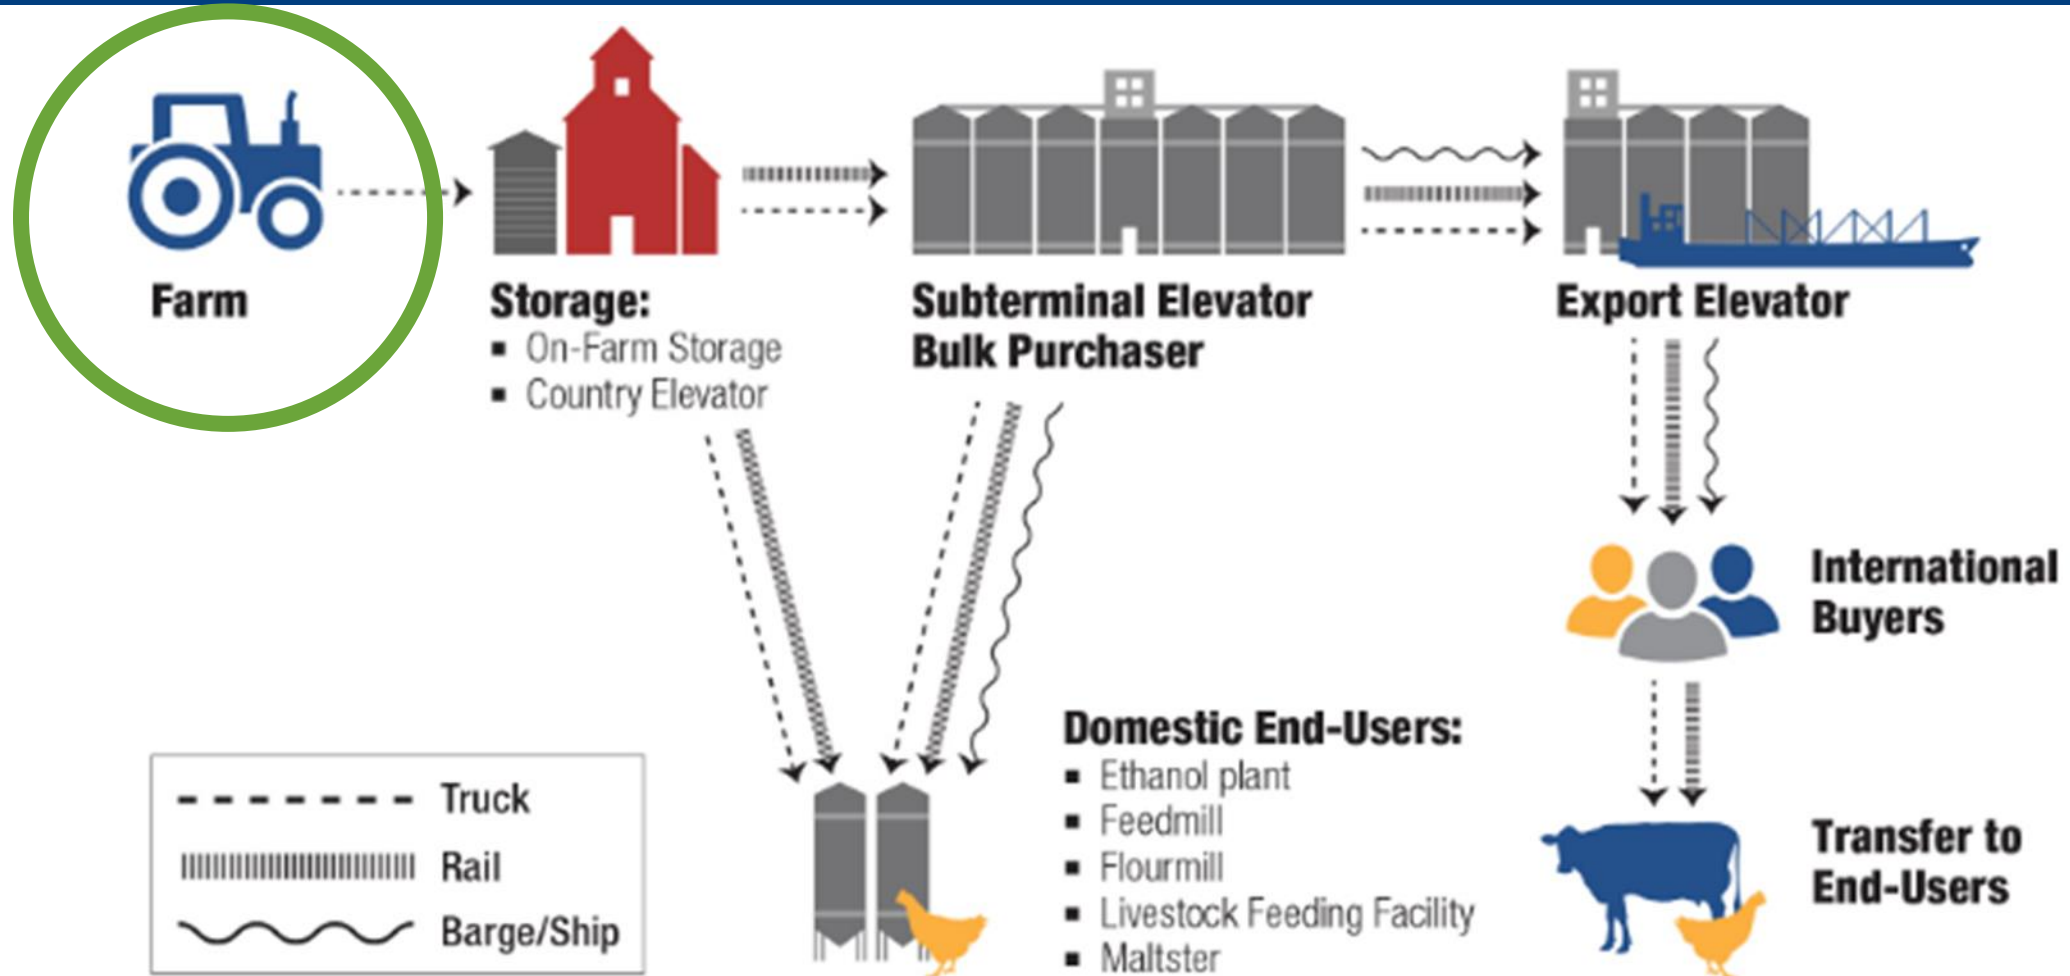 Farm
Storage:
▪ On-Farm Storage
▪ Country Elevator
Subterminal Elevator
Bulk Purchaser
Export Elevator
International
Buyers
Domestic End-Users:
▪ Ethanol plant
▪ Feedmill
▪ Flourmill
▪ Livestock Feeding Facility
▪ Maltster
Transfer to
End-Users
Truck
Rail
Barge/Ship